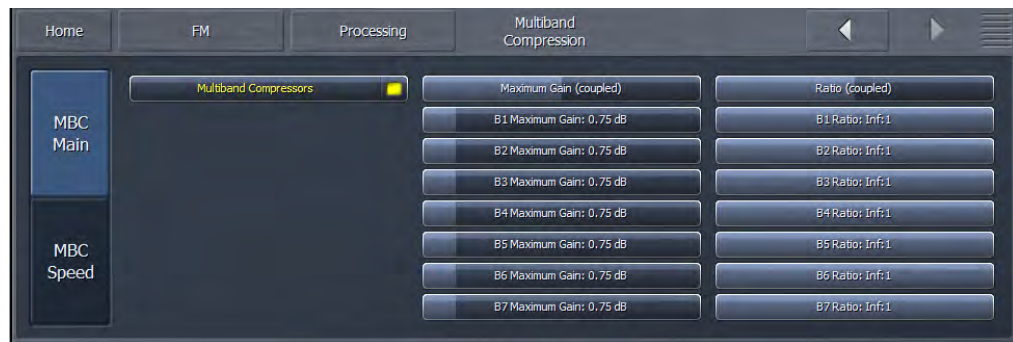 Home
FM
Processing
Multiband
Compression
MBC
Main
MBC
Speed
Multiband Compressors
Maximum Gain (coupled)
B1 Maximum Gain: 0.75 dB
B2 Maximum Gain: 0.75 dB
B3 Maximum Gain: 0.75 dB
B4 Maximum Gain: 0.75 dB
B5 Maximum Gain: 0.75 dB
B6 Maximum Gain: 0.75 dB
B7 Maximum Gain: 0.75 dB
Ratio (coupled)
B1 Ratio: Inf:1
B2 Ratio: Inf:1
B3 Ratio: Inf:1
B4 Ratio: Inf:1
B5 Ratio: Inf:1
B6 Ratio: Inf:1
B7 Ratio: Inf:1